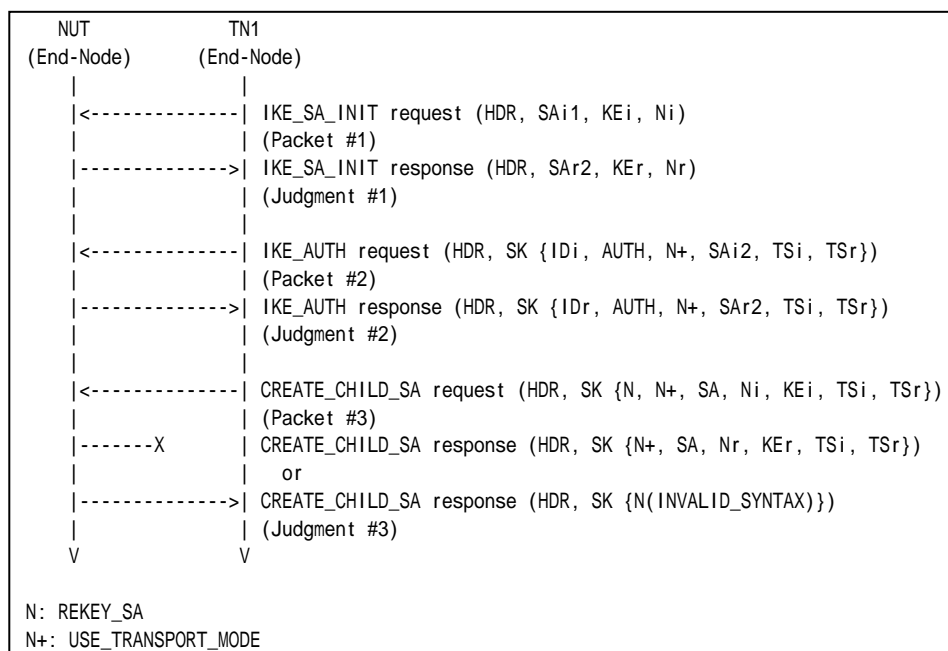 NUT TN1
(End-Node) (End-Node)
| |
|<--------------| IKE_SA_INIT request (HDR, SAi1, KEi, Ni)
| | (Packet #1)
|-------------->| IKE_SA_INIT response (HDR, SAr2, KEr, Nr)
| | (Judgment #1)
| |
|<--------------| IKE_AUTH request (HDR, SK {IDi, AUTH, N+, SAi2, TSi, TSr})
| | (Packet #2)
|-------------->| IKE_AUTH response (HDR, SK {IDr, AUTH, N+, SAr2, TSi, TSr})
| | (Judgment #2)
| |
|<--------------| CREATE_CHILD_SA request (HDR, SK {N, N+, SA, Ni, KEi, TSi, TSr})
| | (Packet #3)
|-------X | CREATE_CHILD_SA response (HDR, SK {N+, SA, Nr, KEr, TSi, TSr})
| | or
|-------------->| CREATE_CHILD_SA response (HDR, SK {N(INVALID_SYNTAX)})
| | (Judgment #3)
V V
N: REKEY_SA
N+: USE_TRANSPORT_MODE